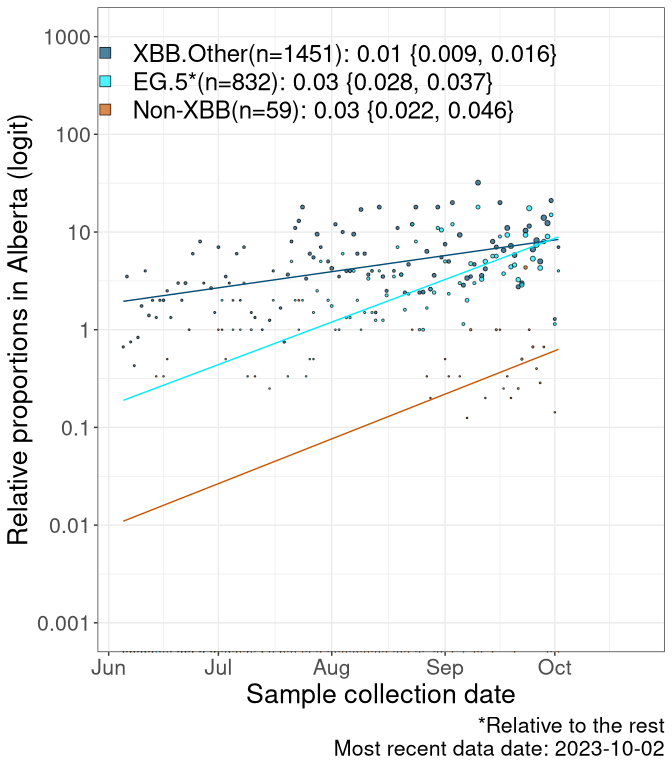 XBB.Other(n=1451): 0.01 {0.009, 0.016}
EG.5*(n=832): 0.03 {0.028, 0.037}
Non-XBB(n=59): 0.03 {0.022, 0.046}
Relative proportions in Alberta (logit)
1000
100
10
1
0.1
0.01
0.001
Jun Jul Aug Sep Oct
Sample collection date
*Relative to the rest
Most recent data date: 2023-10-02